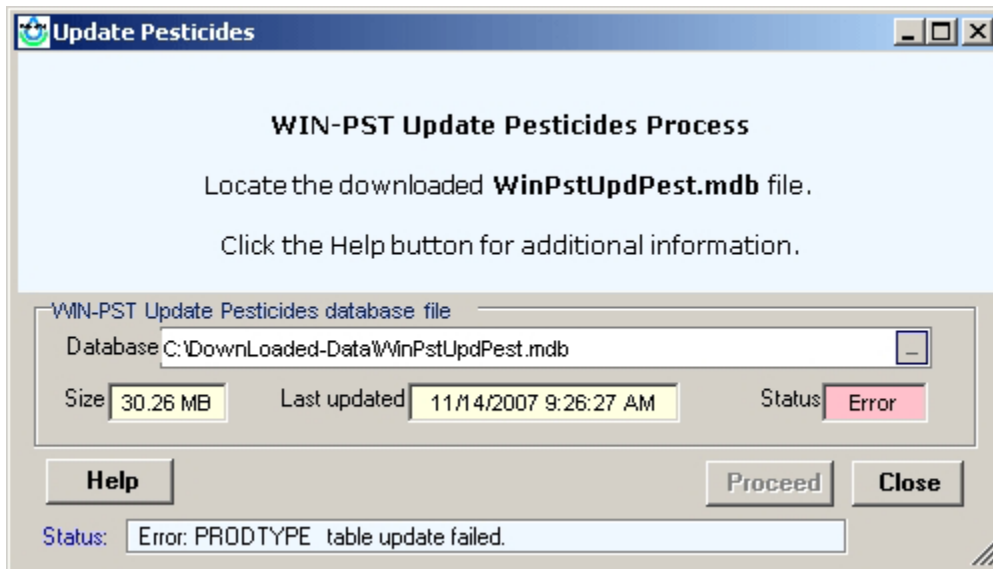 Update Pesticides
WIN-PST Update Pesticides Process
Locate the downloaded WinPstUpdPest.mdb file.
Click the Help button for additional information.
WIN-PST Update Pesticides database file
Database C:\DownLoaded-Data\WinPstUpdPest.mdb ...
Size 30.26 MB Last updated 11/14/2007 9:26:27 AM Status Error
Help Proceed Close
Status: Error: PRODTYPE table update failed.